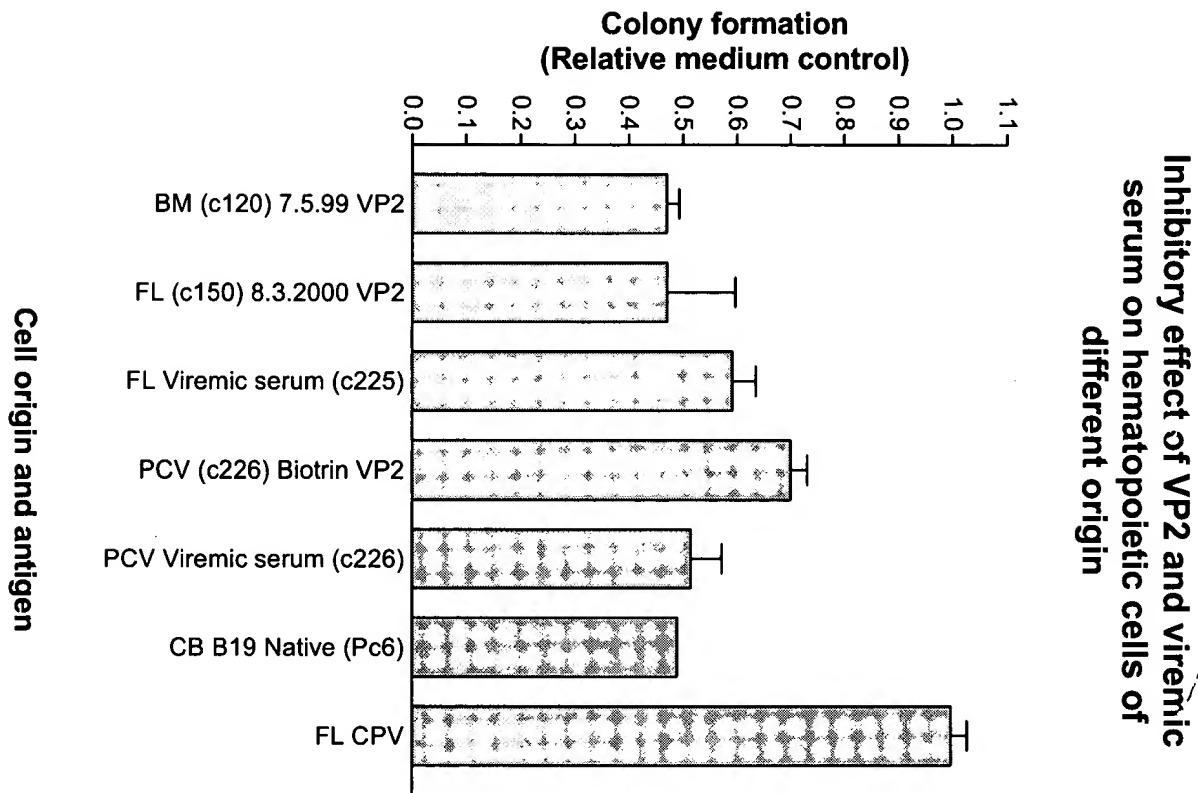 Inhibitory effect of VP2 and viremic
serum on hematopoietic cells of
different origin
Colony formation
(Relative medium control)
0.0
0.1
0.2
0.3
0.4
0.5
0.6
0.7
0.8
0.9
1.0
1.1
BM (c120) 7.5.99 VP2
FL (c150) 8.3.2000 VP2
FL Viremic serum (c225)
PCV (c226) Biotrin VP2
PCV Viremic serum (c226)
CB B19 Native (Pc6)
FL CPV
Cell origin and antigen